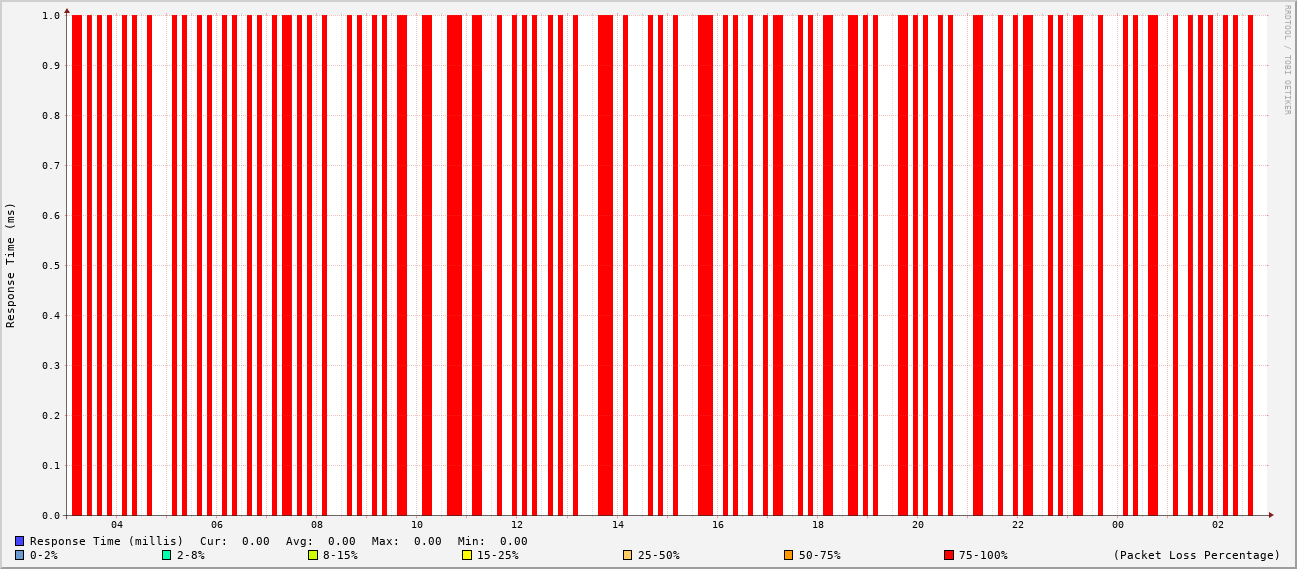 1.0
0.9
0.8
0.7
0.6
0.5
0.4
0.3
0.2
0.1
0.0
Response Time (ms)
04 06 08 10 12 14 16 18 20 22 00 02
RRDTOOL / TOBI OETIKER
Response Time (millis) Cur: 0.00 Avg: 0.00 Max: 0.00 Min: 0.00
0-2% 2-8% 8-15% 15-25% 25-50% 50-75% 75-100% (Packet Loss Percentage)